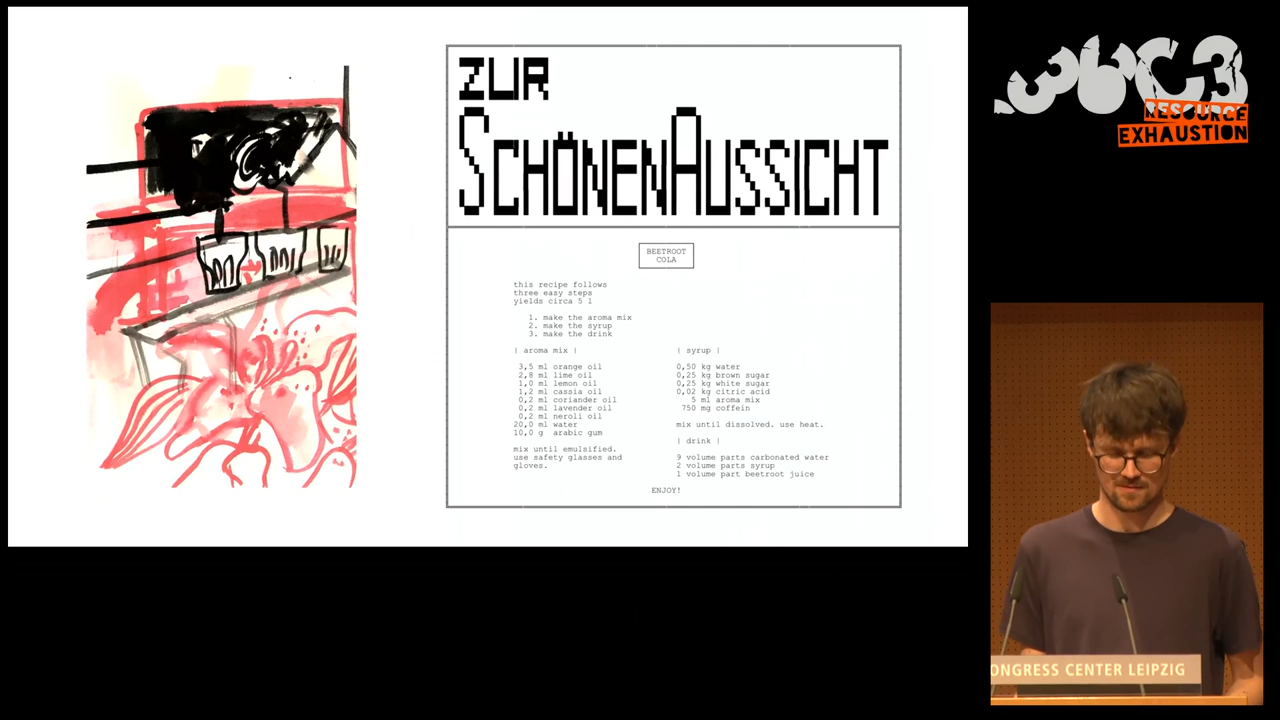 ZUR
SCHÖNENAUSSICHT
BEETROOT
COLA
this recipe follows
three easy steps
yields circa 5 l
1. make the aroma mix
2. make the syrup
3. make the drink
| aroma mix |
3,5 ml orange oil
2,8 ml lime oil
1,0 ml lemon oil
1,2 ml cassia oil
0,2 ml coriander oil
0,2 ml lavender oil
0,2 ml neroli oil
20,0 ml water
10,0 g arabic gum
mix until emulsified.
use safety glasses and
gloves.
| syrup |
0,50 kg water
0,25 kg brown sugar
0,25 kg white sugar
0,02 kg citric acid
5 ml aroma mix
750 mg coffein
mix until dissolved. use heat.
| drink |
9 volume parts carbonated water
2 volume parts syrup
1 volume part beetroot juice
ENJOY!
36C3
RESOURCE
EXHAUSTION
ONGRESS CENTER LEIPZIG